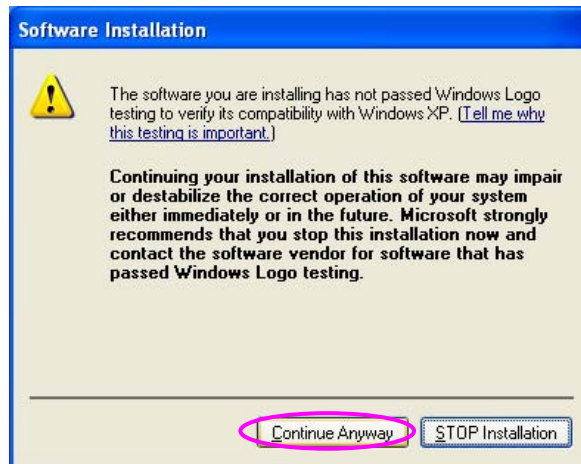 Software Installation
The software you are installing has not passed Windows Logo
testing to verify its compatibility with Windows XP. (Tell me why
this testing is important.)
Continuing your installation of this software may impair
or destabilize the correct operation of your system
either immediately or in the future. Microsoft strongly
recommends that you stop this installation now and
contact the software vendor for software that has
passed Windows Logo testing.
Continue Anyway STOP Installation